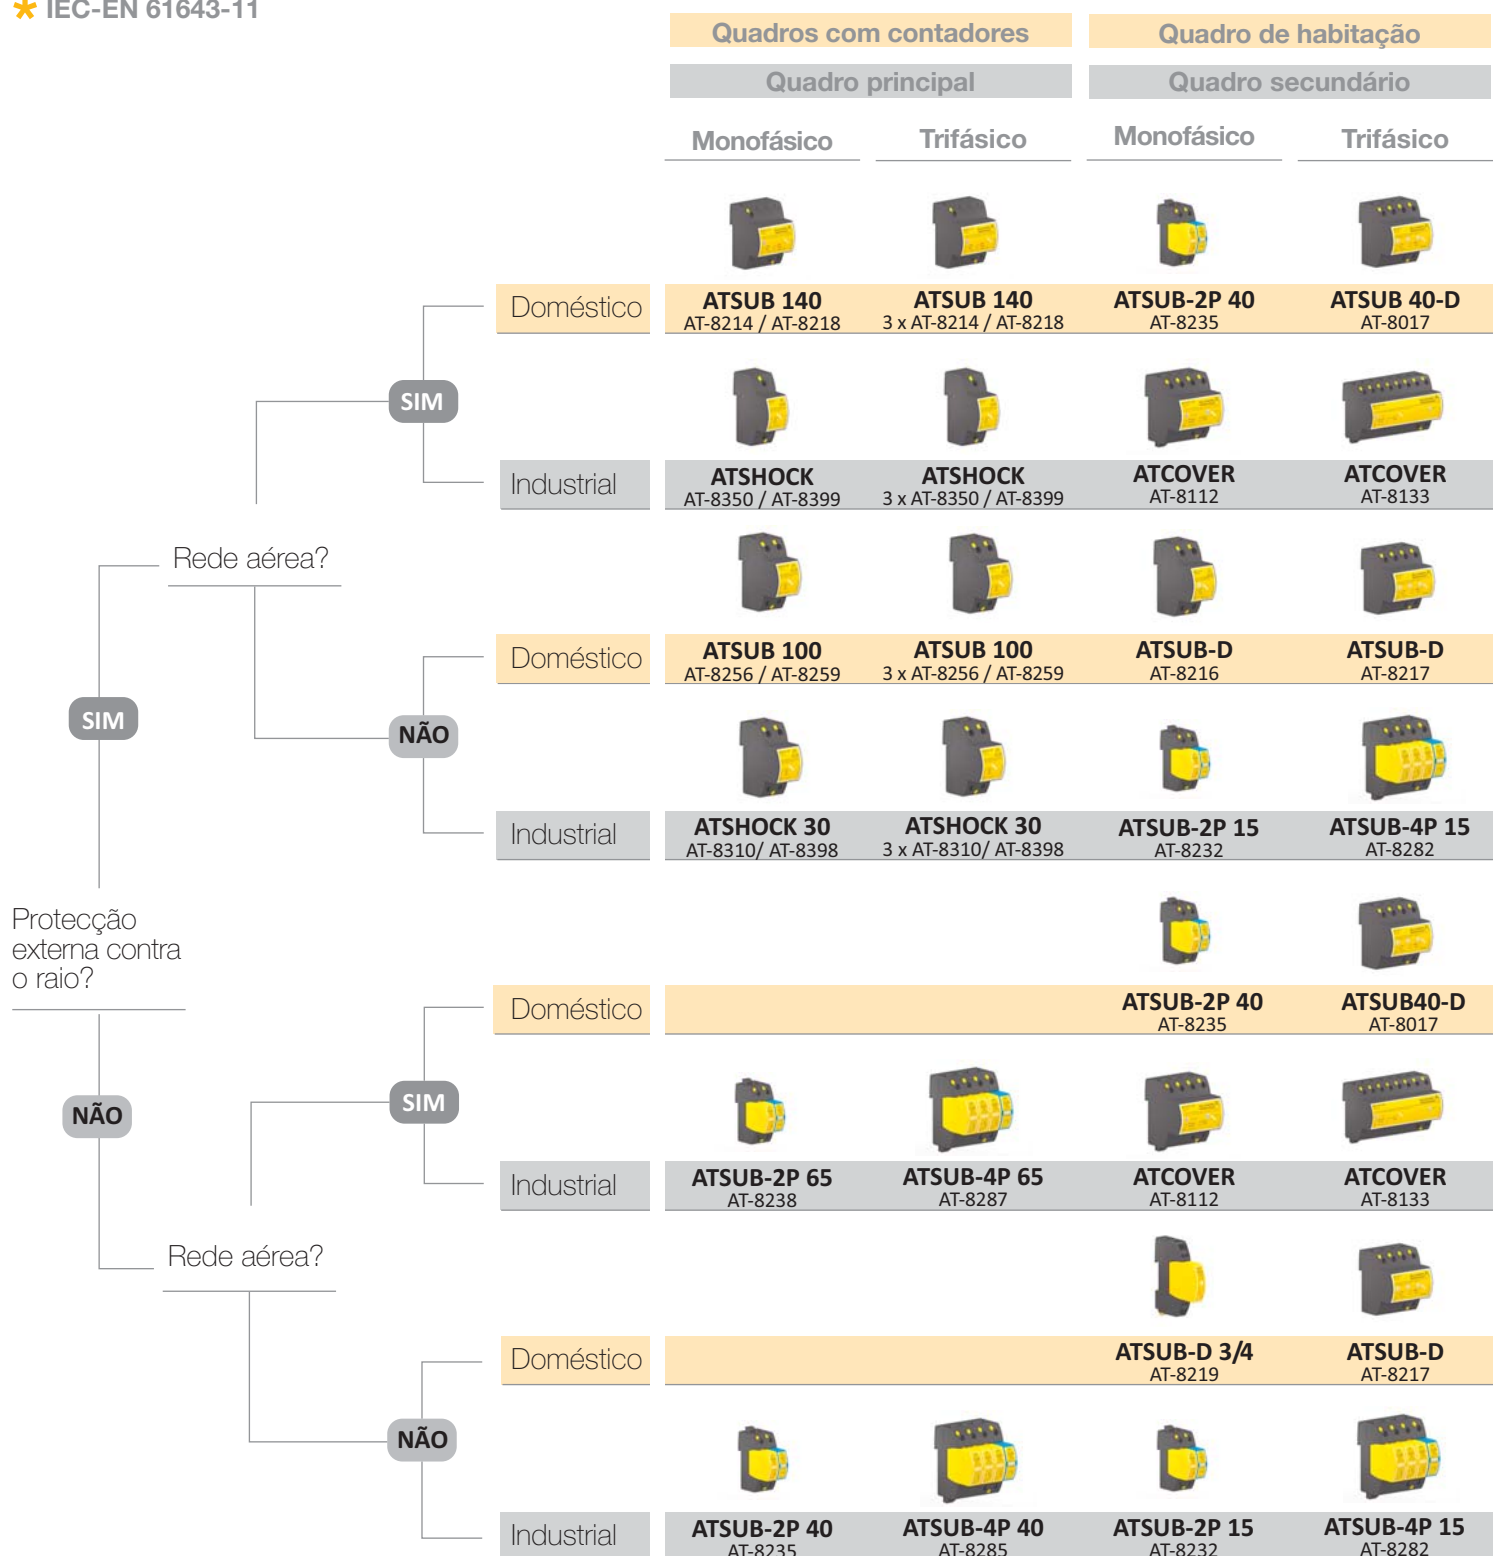 * IEC-EN 61643-11
Quadros com contadores
Quadro de habitação
Quadro principal
Quadro secundário
Monofásico
Trifásico
Monofásico
Trifásico
Doméstico
ATSUB 140
AT-8214 / AT-8218
ATSUB 140
3 x AT-8214 / AT-8218
ATSUB-2P 40
AT-8235
ATSUB 40-D
AT-8017
SIM
Industrial
ATSHOCK
AT-8350 / AT-8399
ATSHOCK
3 x AT-8350 / AT-8399
ATCOVER
AT-8112
ATCOVER
AT-8133
Rede aérea?
Doméstico
ATSUB 100
AT-8256 / AT-8259
ATSUB 100
3 x AT-8256 / AT-8259
ATSUB-D
AT-8216
ATSUB-D
AT-8217
SIM
NÃO
Industrial
ATSHOCK 30
AT-8310/ AT-8398
ATSHOCK 30
3 x AT-8310/ AT-8398
ATSUB-2P 15
AT-8232
ATSUB-4P 15
AT-8282
Protecção
externa contra
o raio?
Doméstico
ATSUB-2P 40
AT-8235
ATSUB40-D
AT-8017
NÃO
SIM
Industrial
ATSUB-2P 65
AT-8238
ATSUB-4P 65
AT-8287
ATCOVER
AT-8112
ATCOVER
AT-8133
Rede aérea?
Doméstico
ATSUB-D 3/4
AT-8219
ATSUB-D
AT-8217
NÃO
Industrial
ATSUB-2P 40
AT-8235
ATSUB-4P 40
AT-8285
ATSUB-2P 15
AT-8232
ATSUB-4P 15
AT-8282